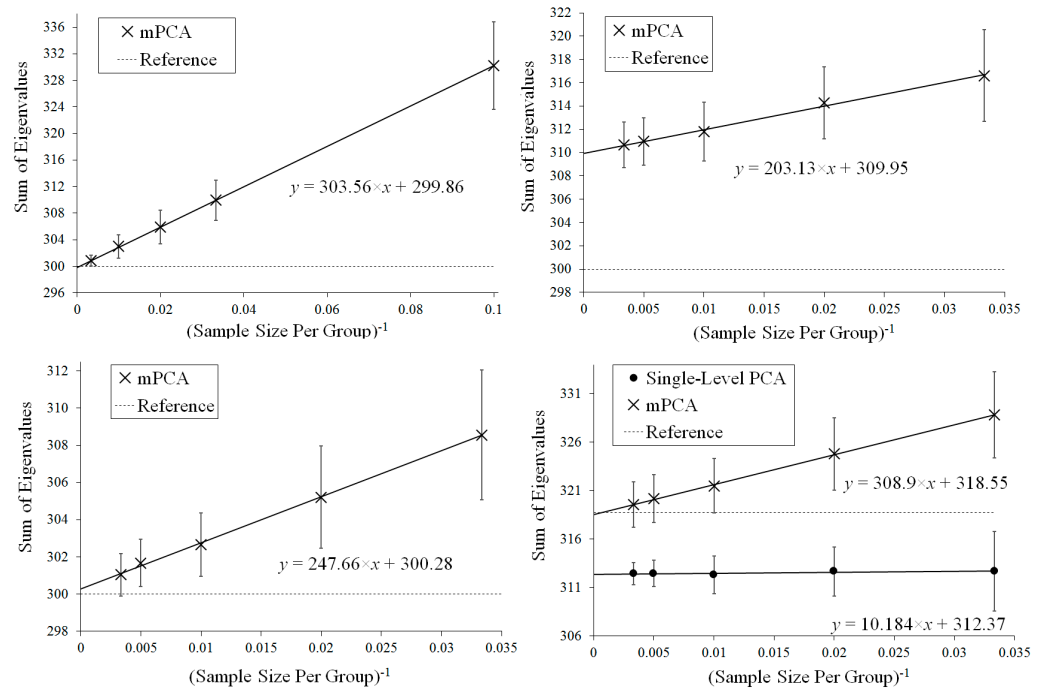 mPCA
Reference
Sum of Eigenvalues
336
332
328
324
320
316
312
308
304
300
296
y = 303.56×x + 299.86
0 0.02 0.04 0.06 0.08 0.1
(Sample Size Per Group)-1
mPCA
Reference
Sum of Eigenvalues
322
320
318
316
314
312
310
308
306
304
302
300
298
y = 203.13×x + 309.95
0 0.005 0.01 0.015 0.02 0.025 0.03 0.035
(Sample Size Per Group)-1
mPCA
Reference
Sum of Eigenvalues
312
310
308
306
304
302
300
298
y = 247.66×x + 300.28
0 0.005 0.01 0.015 0.02 0.025 0.03 0.035
(Sample Size Per Group)-1
Single-Level PCA
mPCA
Reference
Sum of Eigenvalues
331
326
321
316
311
306
y = 308.9×x + 318.55
y = 10.184×x + 312.37
0 0.005 0.01 0.015 0.02 0.025 0.03 0.035
(Sample Size Per Group)-1